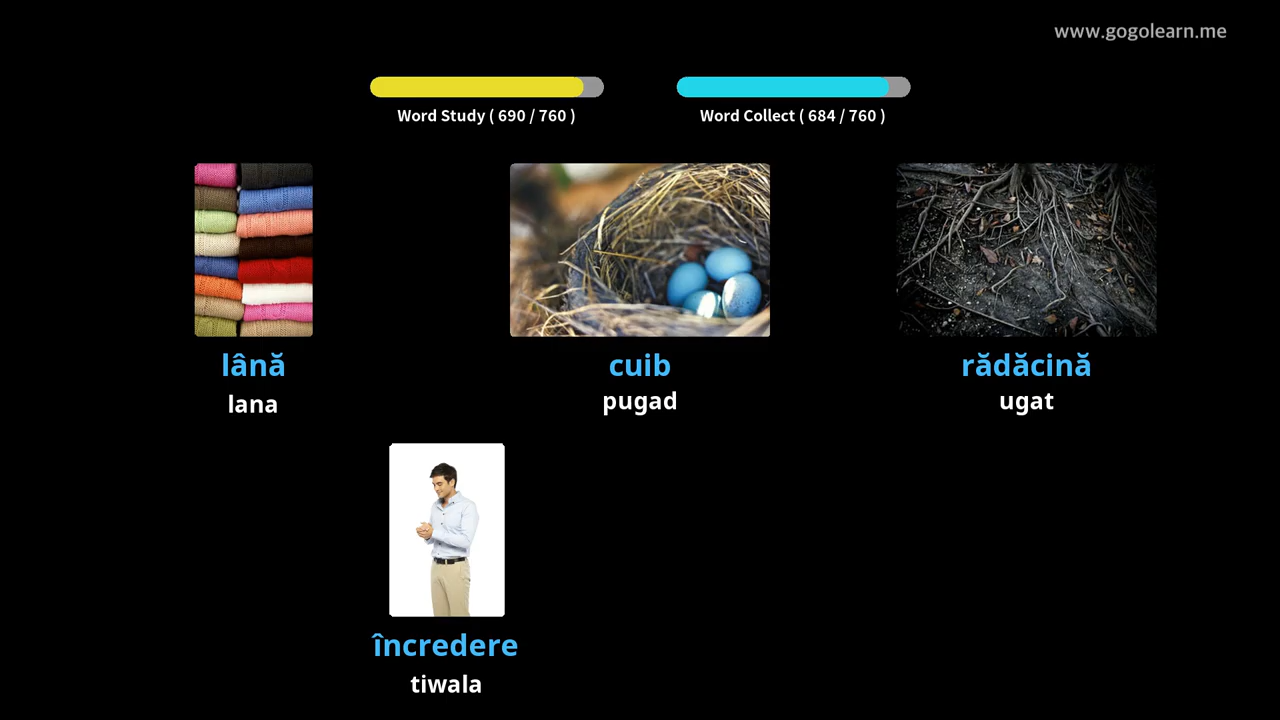 www.gogolearn.me
Word Study ( 690 / 760 )
Word Collect ( 684 / 760 )
lână
lana
cuib
pugad
rădăcină
ugat
încredere
tiwala